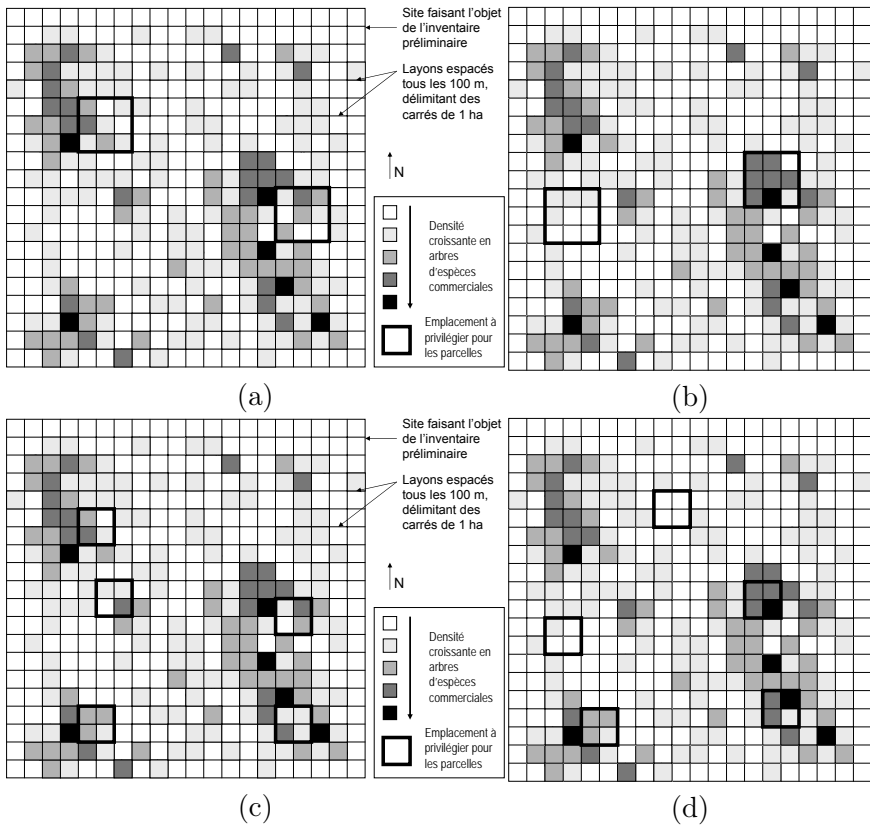 Site faisant l’objet
de l’inventaire
préliminaire
Layons espacés
tous les 100 m,
délimitant des
carrés de 1 ha
N
Densité
croissante en
arbres
d’espèces
commerciales
Emplacement à
privilégier pour
les parcelles
(a)
(b)
Site faisant l’objet
de l’inventaire
préliminaire
Layons espacés
tous les 100 m,
délimitant des
carrés de 1 ha
N
Densité
croissante en
arbres
d’espèces
commerciales
Emplacement à
privilégier pour
les parcelles
(c)
(d)